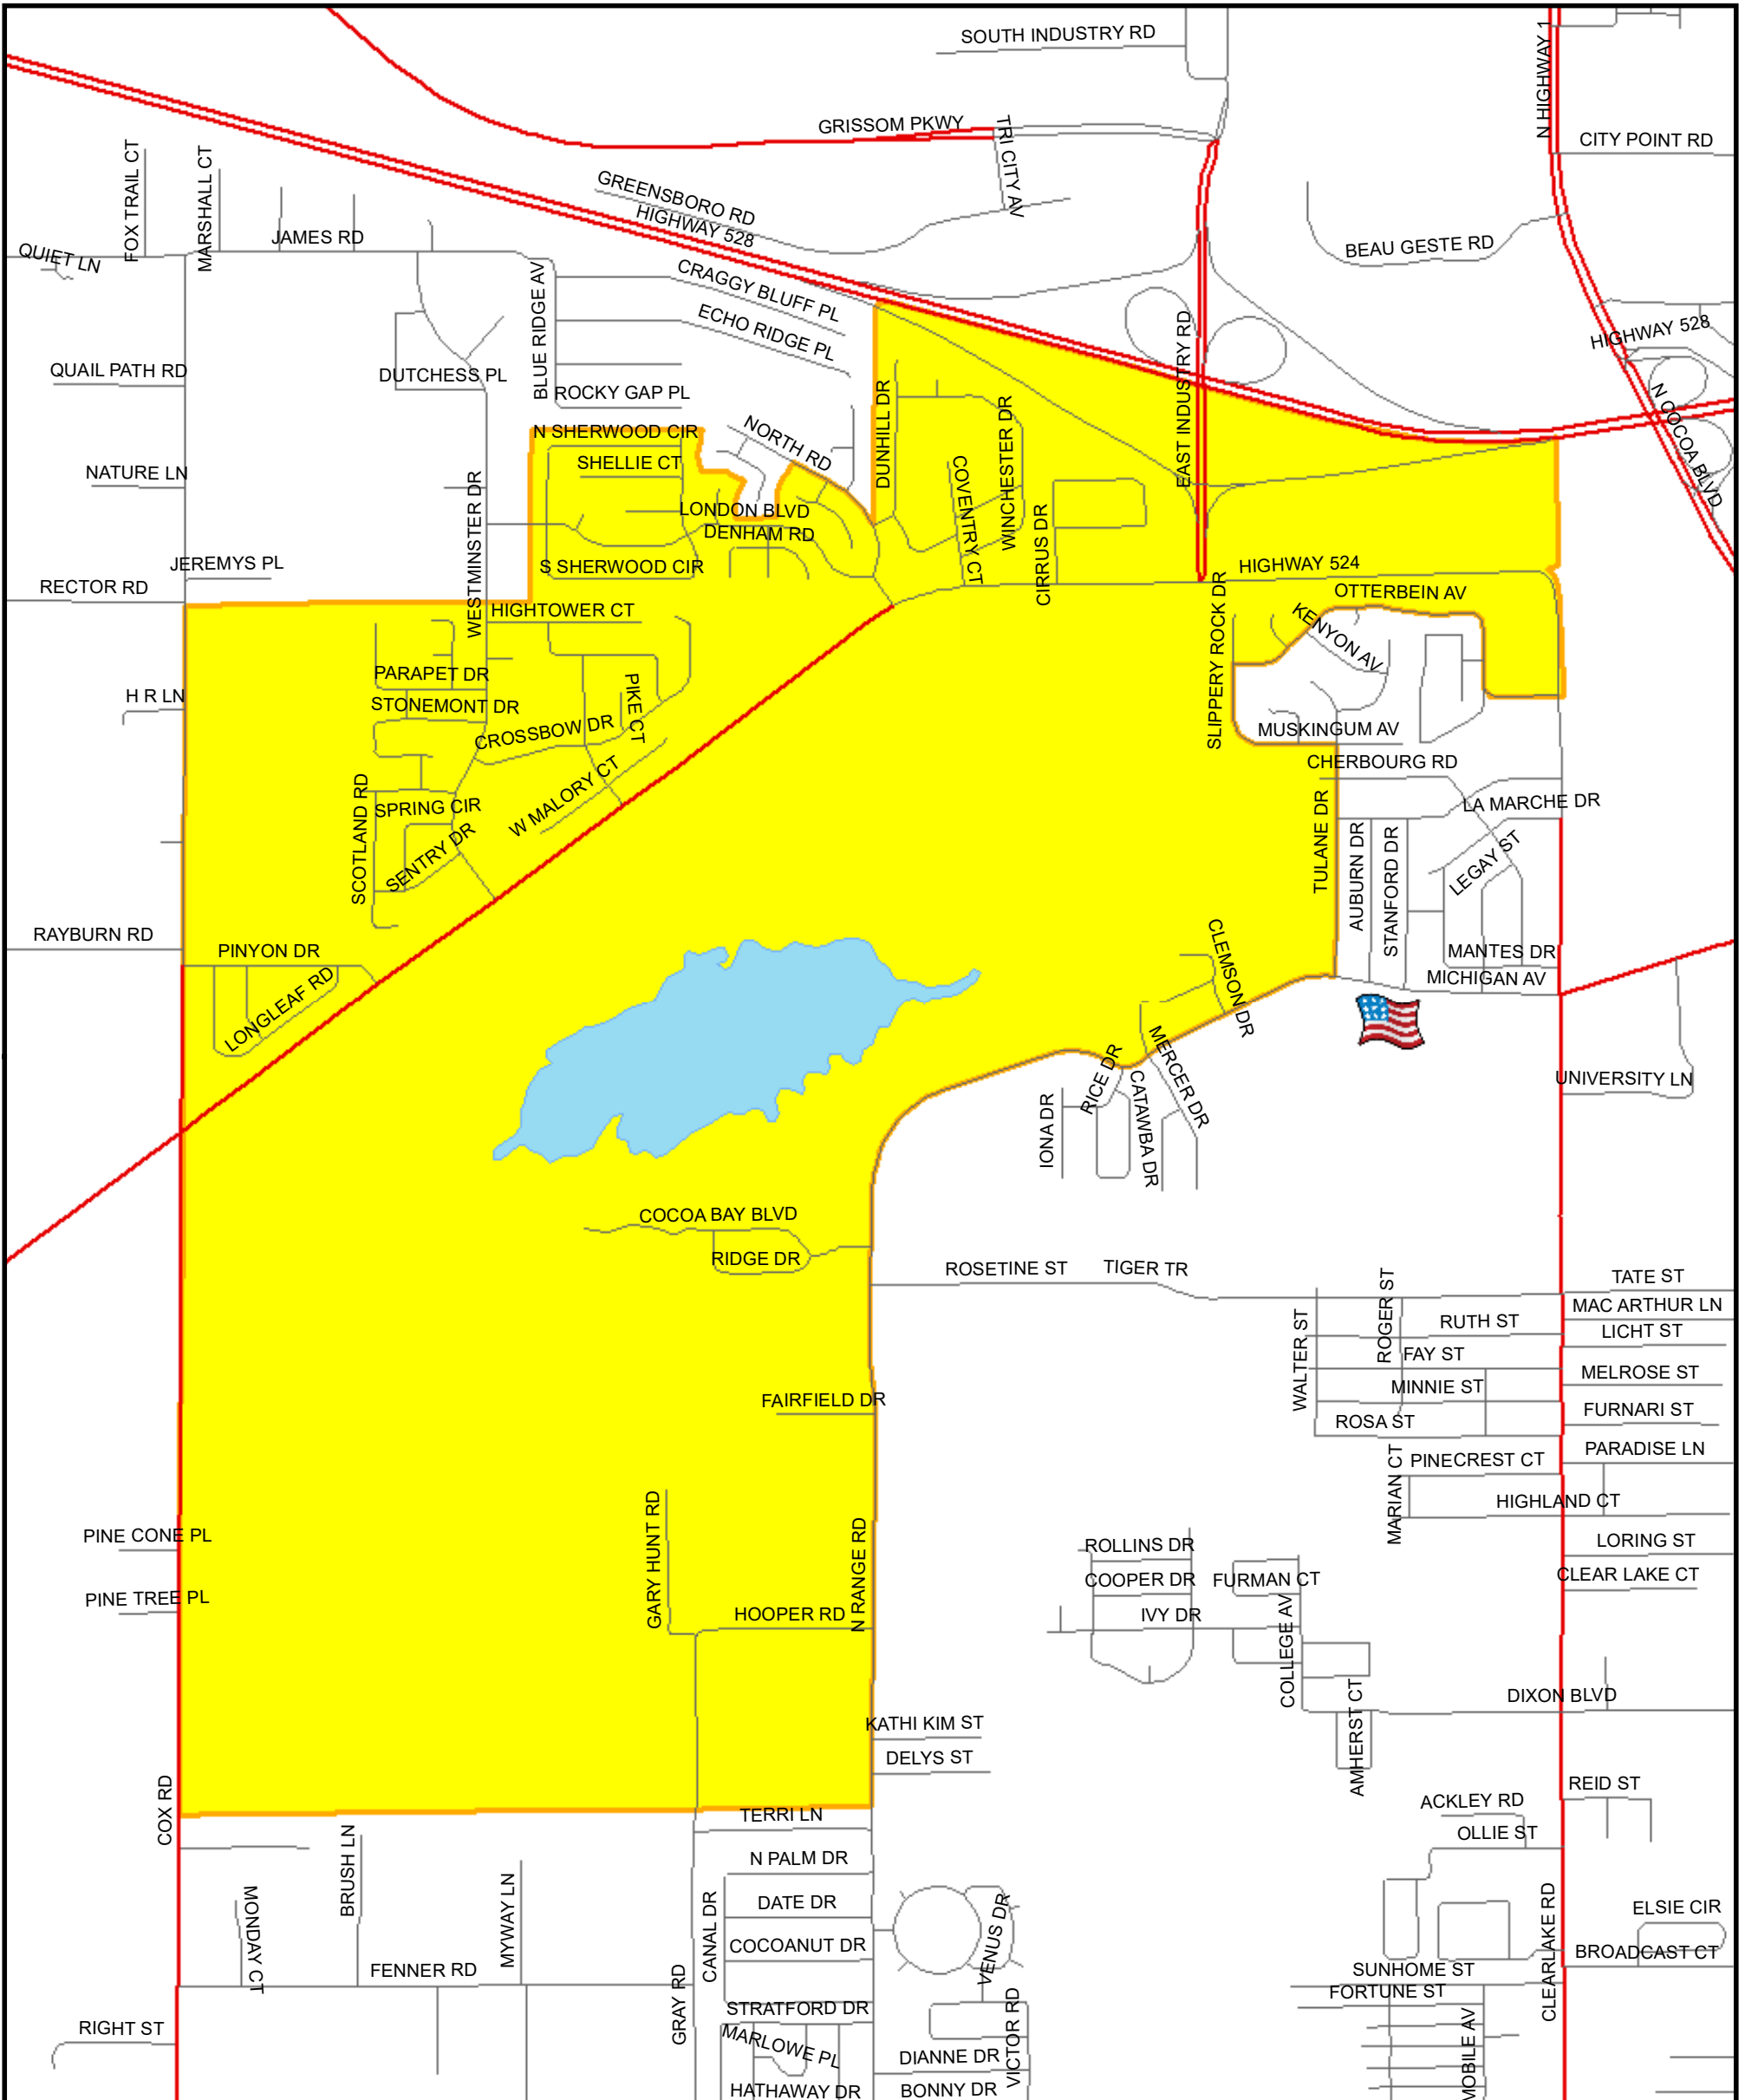 SOUTH INDUSTRY RD
N HIGHWAY 1
GRISSOM PKWY
TRI CITY AV
CITY POINT RD
FOX TRAIL CT
MARSHALL CT
GREENSBORO RD
HIGHWAY 528
JAMES RD
QUIET LN
BEAU GESTE RD
CRAGGY BLUFF PL
BLUE RIDGE AV
ECHO RIDGE PL
HIGHWAY 528
EAST INDUSTRY RD
QUAIL PATH RD
DUTCHESS PL
ROCKY GAP PL
DUNHILL DR
WINCHESTER DR
N COCOA BLVD
N SHERWOOD CIR
NORTH RD
SHELLIE CT
NATURE LN
COVENTRY CT
LONDON BLVD
DENHAM RD
WESTMINSTER DR
CIRRUS DR
JEREMYS PL
S SHERWOOD CIR
HIGHWAY 524
RECTOR RD
OTTERBEIN AV
HIGHTOWER CT
SLIPPERY ROCK DR
KENYON AV
PARAPET DR
H R LN
STONEMONT DR
PIKE CT
CROSSBOW DR
MUSKINGUM AV
CHERBOURG RD
W MALORY CT
SCOTLAND RD
SPRING CIR
LA MARCHE DR
TULANE DR
AUBURN DR
STANFORD DR
SENTRY DR
LEGAY ST
RAYBURN RD
PINYON DR
CLEMSON DR
MANTES DR
MICHIGAN AV
LONGLEAF RD
RICE DR
MERCER DR
UNIVERSITY LN
IONA DR
CATAWBA DR
COCOA BAY BLVD
RIDGE DR
ROSETINE ST
TIGER TR
TATE ST
ROGER ST
MAC ARTHUR LN
WALTER ST
RUTH ST
LICHT ST
FAY ST
MELROSE ST
MINNIE ST
FAIRFIELD DR
FURNARI ST
ROSA ST
PARADISE LN
MARIAN CT
PINECREST CT
HIGHLAND CT
GARY HUNT RD
N RANGE RD
PINE CONE PL
ROLLINS DR
LORING ST
COOPER DR
FURMAN CT
CLEAR LAKE CT
PINE TREE PL
HOOPER RD
IVY DR
COLLEGE AV
DIXON BLVD
KATHI KIM ST
AMHERST CT
DELYS ST
COX RD
REID ST
TERRI LN
ACKLEY RD
OLLIE ST
BRUSH LN
N PALM DR
MONDAY CT
MYWAY LN
CANAL DR
DATE DR
VENUS DR
CLEARLAKE RD
ELSIE CIR
COCOANUT DR
BROADCAST CT
FENNER RD
SUNHOME ST
GRAY RD
FORTUNE ST
STRATFORD DR
VICTOR RD
RIGHT ST
MARLOWE PL
DIANNE DR
MOBILE AV
HATHAWAY DR
BONNY DR